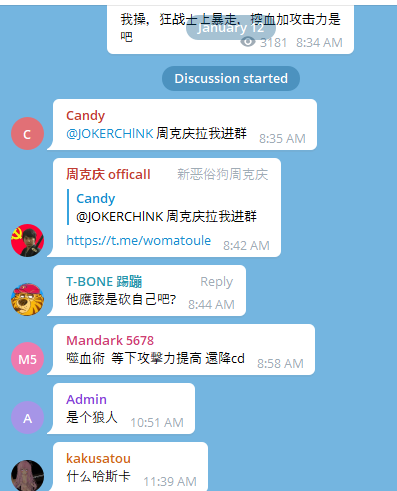 我操，狂战士上暴走，搾血加攻击力是
吧
January 12
3181 8:34 AM
Discussion started
C
Candy
@JOKERCHlNK 周克庆拉我进群
8:35 AM
周克庆 officall 新恶俗狗周克庆
Candy
@JOKERCHlNK 周克庆拉我进群
https://t.me/womatoule 8:42 AM
T-BONE 踢蹦 Reply
他應該是砍自己吧? 8:44 AM
M5
Mandark 5678
噬血術 等下攻擊力提高 還降cd 8:58 AM
A
Admin
是个狼人 10:51 AM
kakusatou
什么哈斯卡 11:39 AM